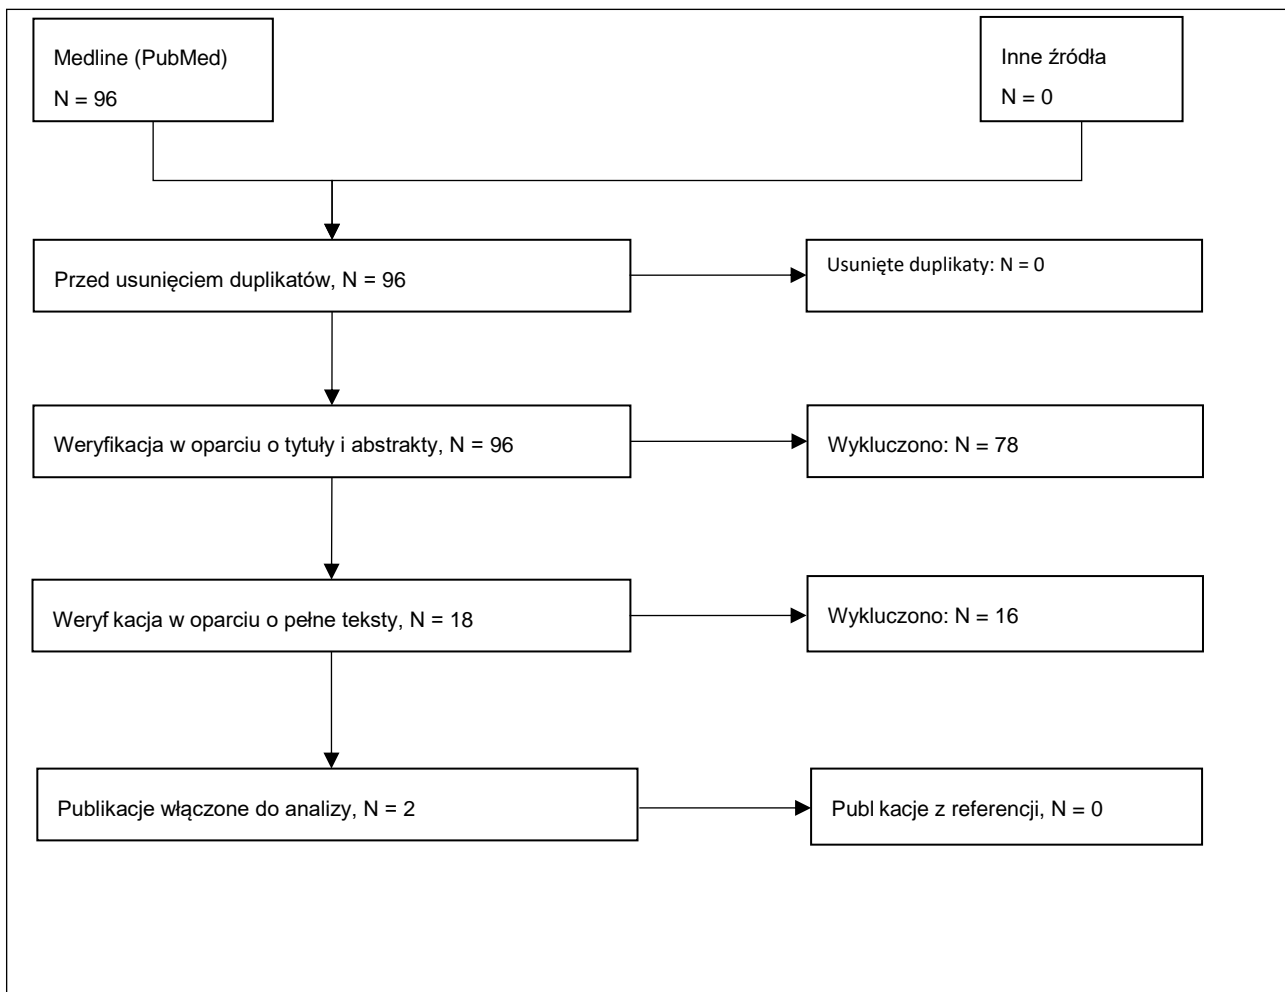 Medline (PubMed)
N = 96
Inne źródła
N = 0
Przed usunięciem duplikatów, N = 96
Usunięte duplikaty: N = 0
Weryfikacja w oparciu o tytuły i abstrakty, N = 96
Wykluczono: N = 78
Weryf kacja w oparciu o pełne teksty, N = 18
Wykluczono: N = 16
Publikacje włączone do analizy, N = 2
Publ kacje z referencji, N = 0